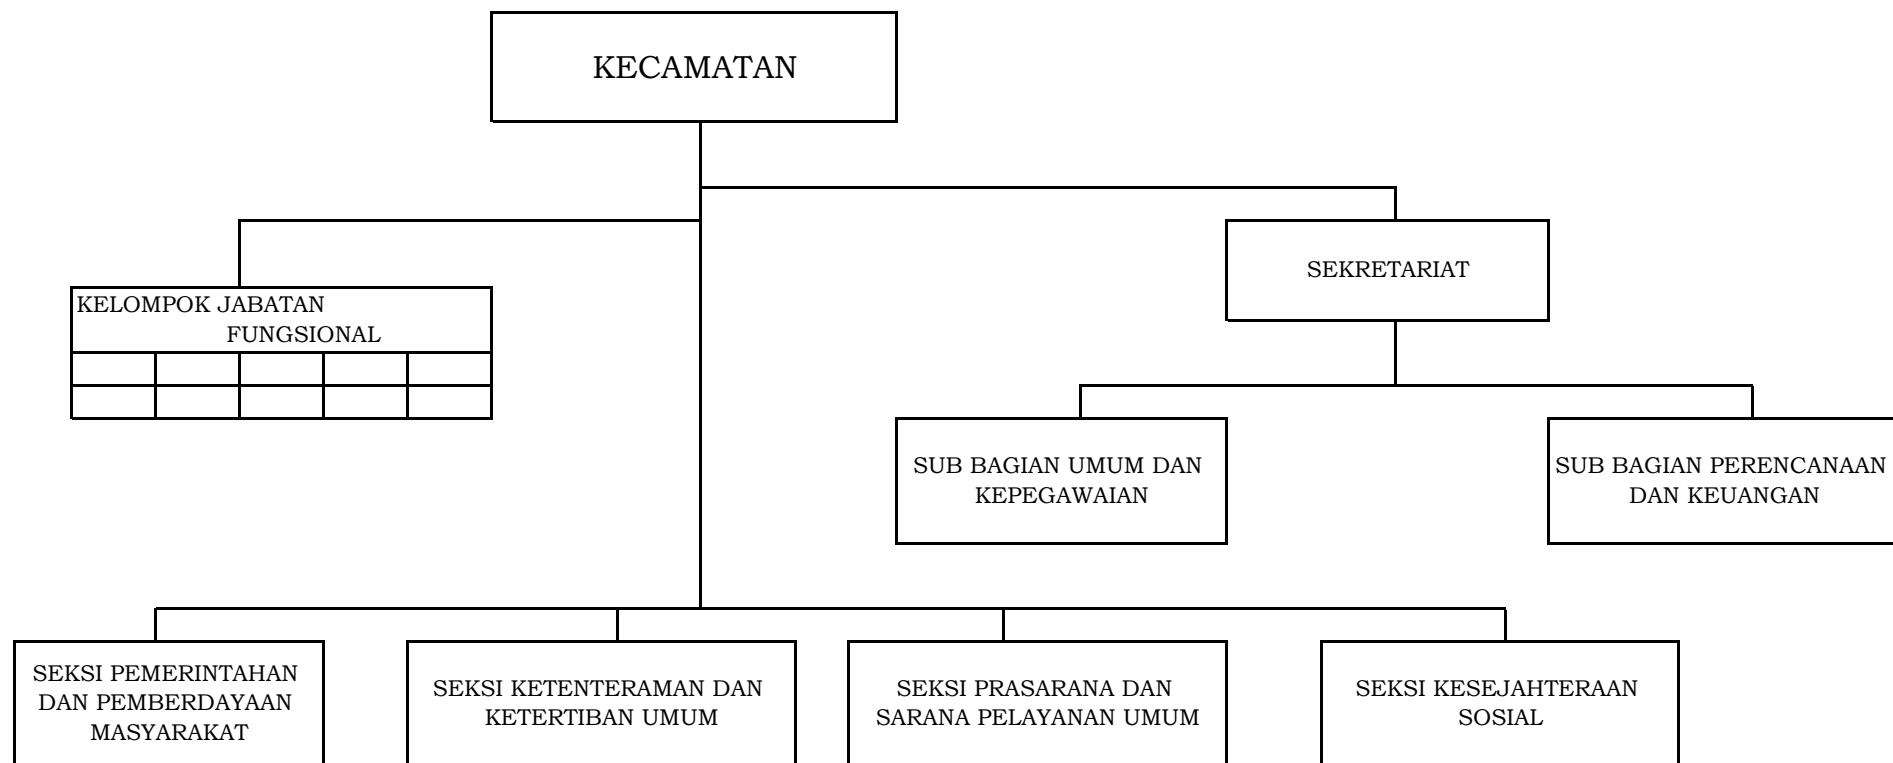 KECAMATAN
SEKRETARIAT
KELOMPOK JABATAN
FUNGSIONAL
SUB BAGIAN UMUM DAN
KEPEGAWAIAN
SUB BAGIAN PERENCANAAN
DAN KEUANGAN
SEKSI PEMERINTAHAN
DAN PEMBERDAYAAN
MASYARAKAT
SEKSI KETENTERAMAN DAN
KETERTIBAN UMUM
SEKSI PRASARANA DAN
SARANA PELAYANAN UMUM
SEKSI KESEJAHTERAAN
SOSIAL